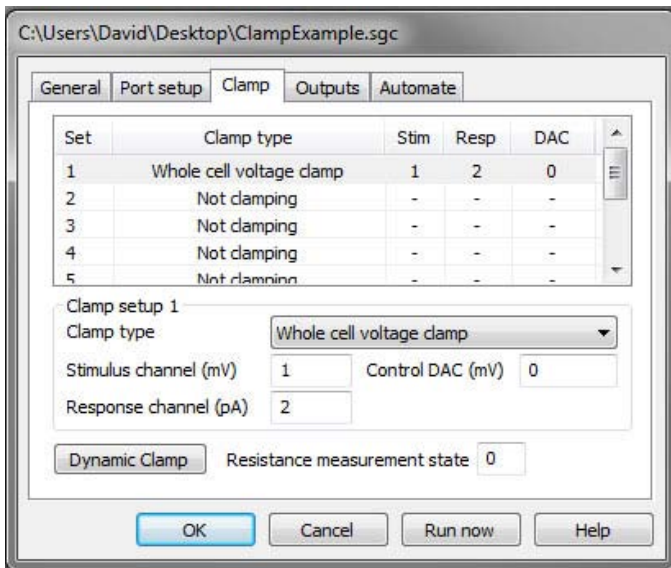 C:\Users\David\Desktop\ClampExample.sgc
General Port setup Clamp Outputs Automate
Set Clamp type Stim Resp DAC
1 Whole cell voltage clamp 1 2 0
2 Not clamping - - -
3 Not clamping - - -
4 Not clamping - - -
5 Not clamping - - -
Clamp setup 1
Clamp type Whole cell voltage clamp
Stimulus channel (mV) 1 Control DAC (mV) 0
Response channel (pA) 2
Dynamic Clamp Resistance measurement state 0
OK Cancel Run now Help